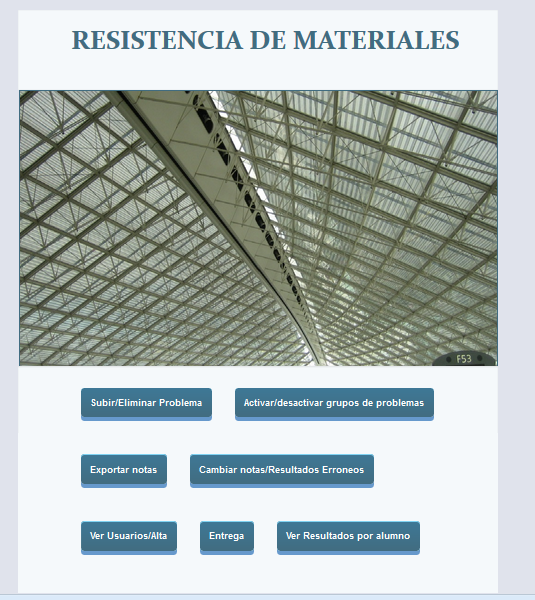 RESISTENCIA DE MATERIALES
F53
Subir/Eliminar Problema
Activar/desactivar grupos de problemas
Exportar notas
Cambiar notas/Resultados Erroneos
Ver Usuarios/Alta
Entrega
Ver Resultados por alumno